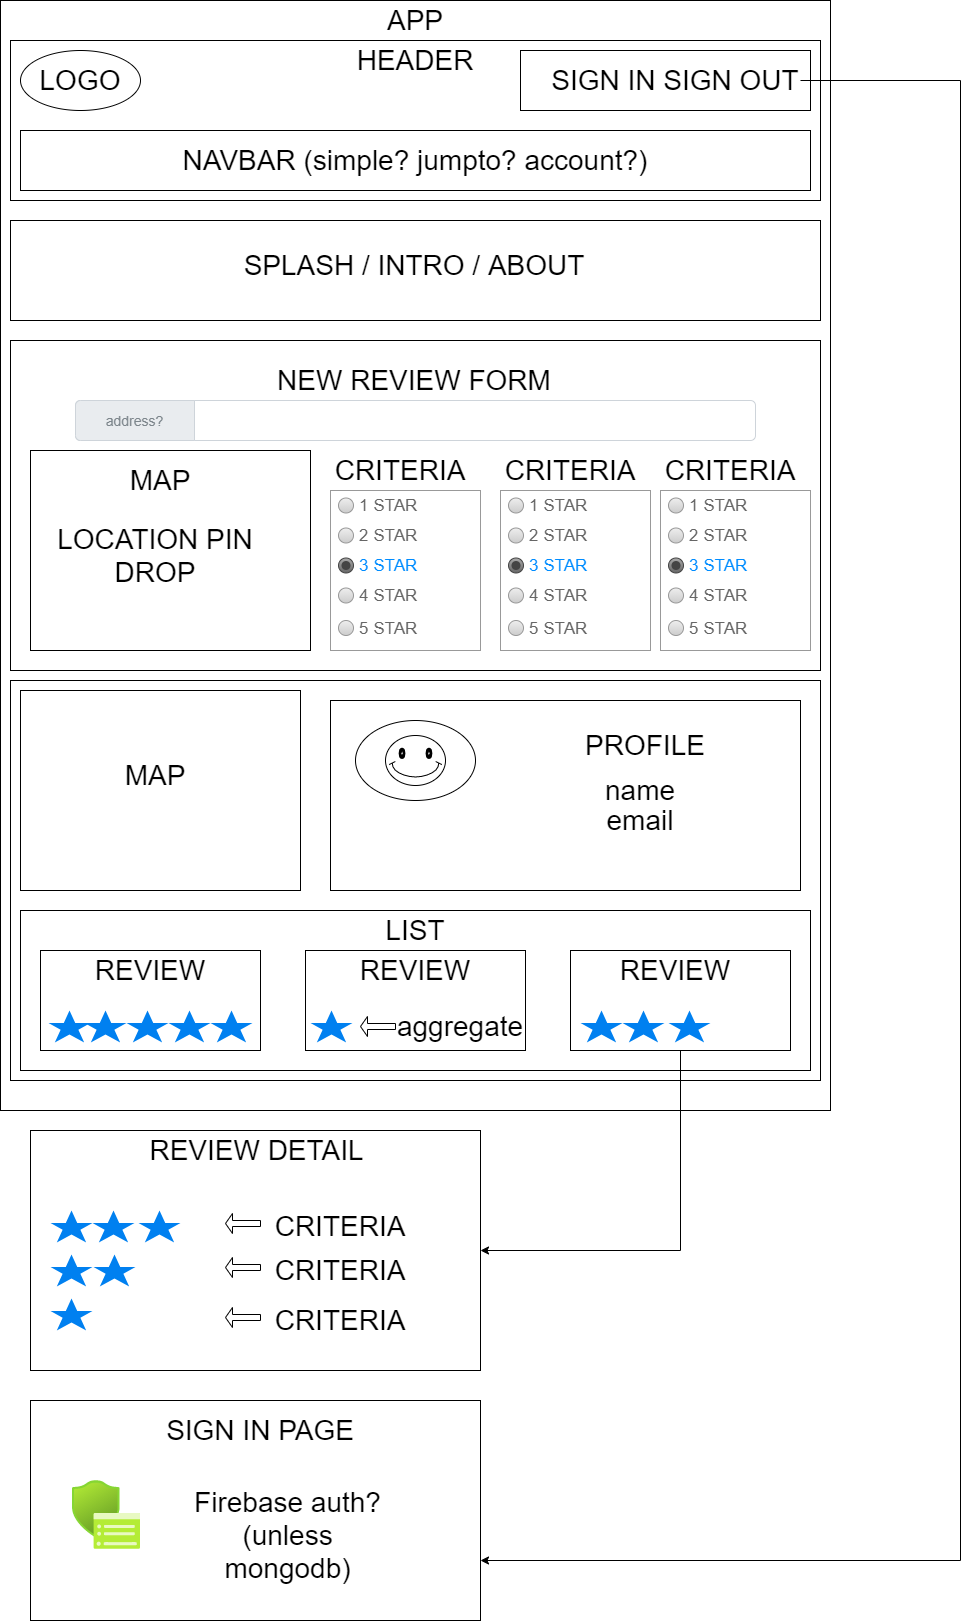 APP
HEADER
LOGO
SIGN IN SIGN OUT
NAVBAR (simple? jumpto? account?)
SPLASH / INTRO / ABOUT
NEW REVIEW FORM
address?
MAP
LOCATION PIN
DROP
CRITERIA
1 STAR
2 STAR
3 STAR
4 STAR
5 STAR
CRITERIA
1 STAR
2 STAR
3 STAR
4 STAR
5 STAR
CRITERIA
1 STAR
2 STAR
3 STAR
4 STAR
5 STAR
MAP
PROFILE
name
email
LIST
REVIEW
REVIEW
aggregate
REVIEW
REVIEW DETAIL
CRITERIA
CRITERIA
CRITERIA
SIGN IN PAGE
Firebase auth?
(unless
mongodb)